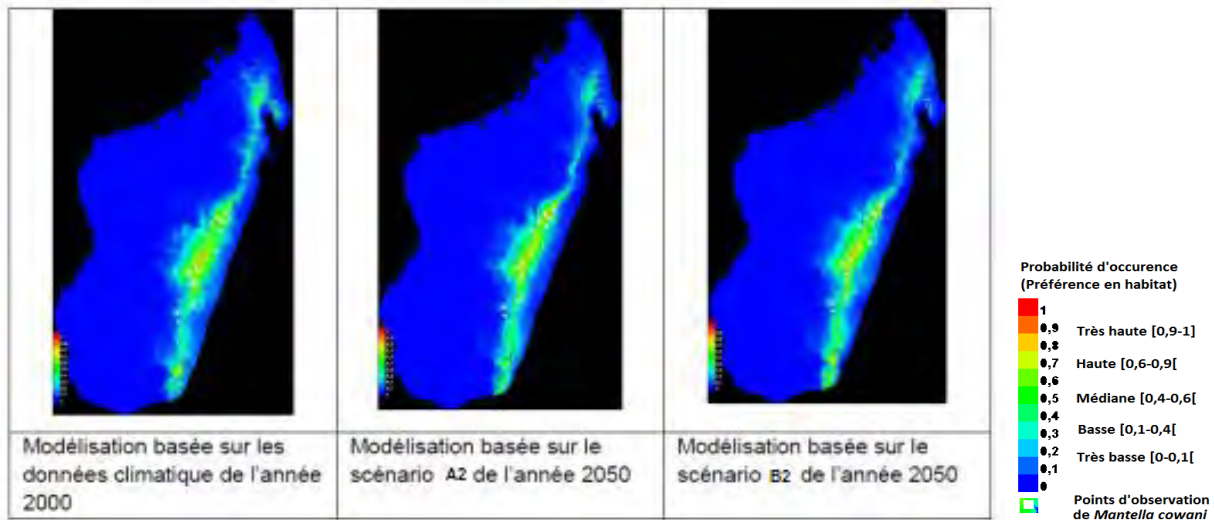 Modélisation basée sur les
données climatique de l'année
2000
Modélisation basée sur le
scénario A2 de l'année 2050
Modélisation basée sur le
scénario B2 de l'année 2050
Probabilité d'occurence
(Préférence en habitat)
1
0,9
0,8
0,7
0,6
0,5
0,4
0,3
0,2
0,1
0
Très haute [0,9-1]
Haute [0,6-0,9[
Médiane [0,4-0,6[
Basse [0,1-0,4[
Très basse [0-0,1[
Points d'observation
de Mantella cowani